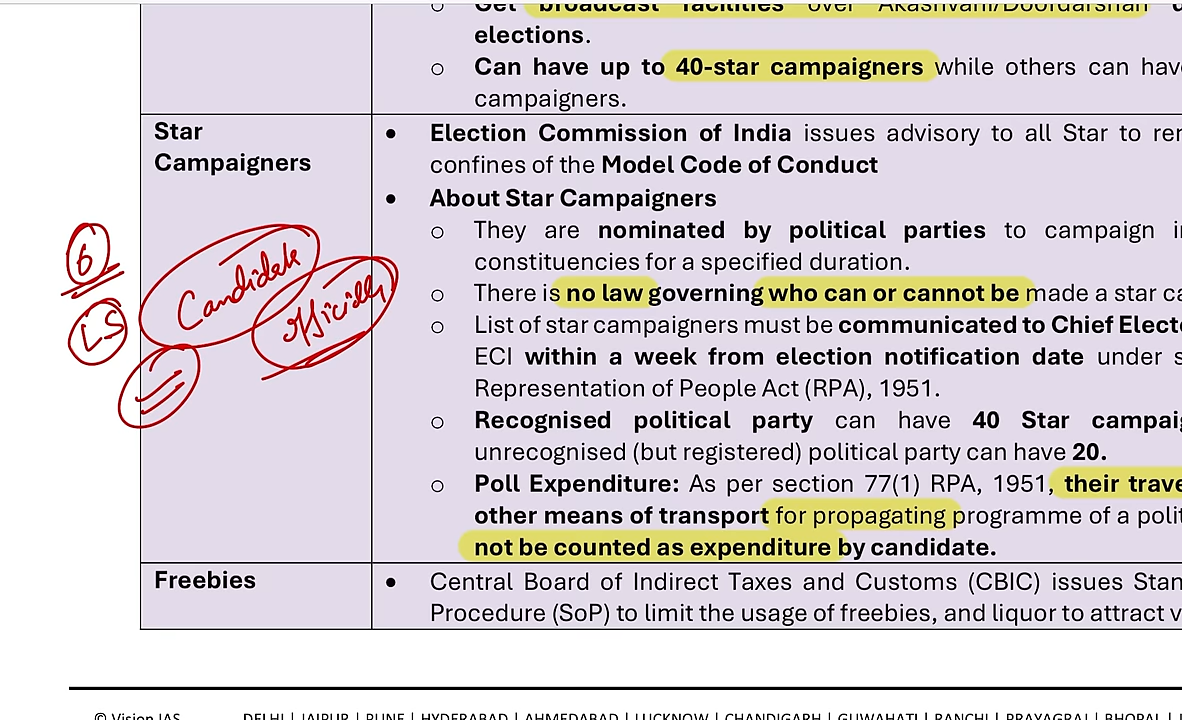 Get broadcast facilities over Akashvani/Doordarshan
elections.
Can have up to 40-star campaigners while others can
campaigners.
Star
Campaigners
• Election Commission of India issues advisory to all Star to
confines of the Model Code of Conduct
• About Star Campaigners
o They are nominated by political parties to campaign
constituencies for a specified duration.
o There is no law governing who can or cannot be made a star
o List of star campaigners must be communicated to Chief
ECI within a week from election notification date under
Representation of People Act (RPA), 1951.
o Recognised political party can have 40 Star
unrecognised (but registered) political party can have 20.
o Poll Expenditure: As per section 77(1) RPA, 1951, their
other means of transport for propagating programme of a
not be counted as expenditure by candidate.
6
LS
Candidate
officially
Freebies
• Central Board of Indirect Taxes and Customs (CBIC) issues
Procedure (SoP) to limit the usage of freebies, and liquor to attract
© Vision IAS
DELHI | JAIPUR | PUNE | HYDERABAD | AHMEDABAD | LUCKNOW | CHANDIGARH | GUWAHATI | RANCHI | PRAYAGRAJ | BHOPAL |